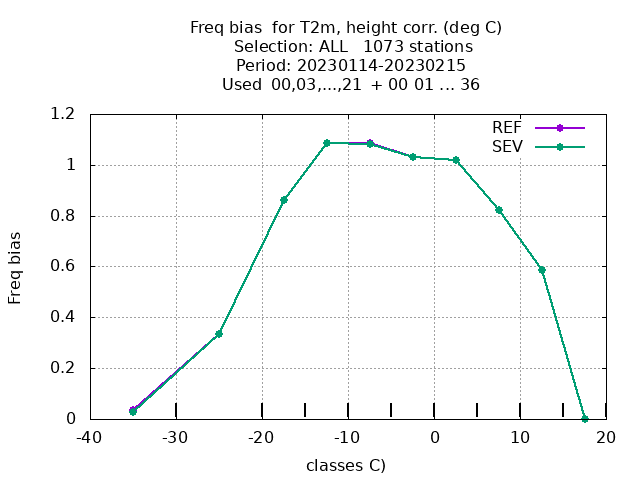 Freq bias  for T2m, height corr. (deg C)
Selection: ALL   1073 stations
Period: 20230114-20230215
Used  00,03,...,21  + 00 01 ... 36
REF
SEV
Freq bias
1.2
1
0.8
0.6
0.4
0.2
0
-40 -30 -20 -10 0 10 20
classes C)